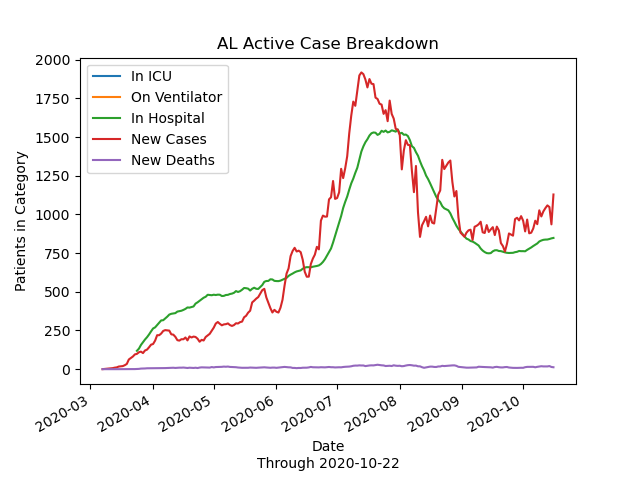 AL Active Case Breakdown
2000
1750
1500
1250
1000
750
500
250
0
Patients in Category
In ICU
On Ventilator
In Hospital
New Cases
New Deaths
2020-03
2020-04
2020-05
2020-06
2020-07
2020-08
2020-09
2020-10
Date
Through 2020-10-22